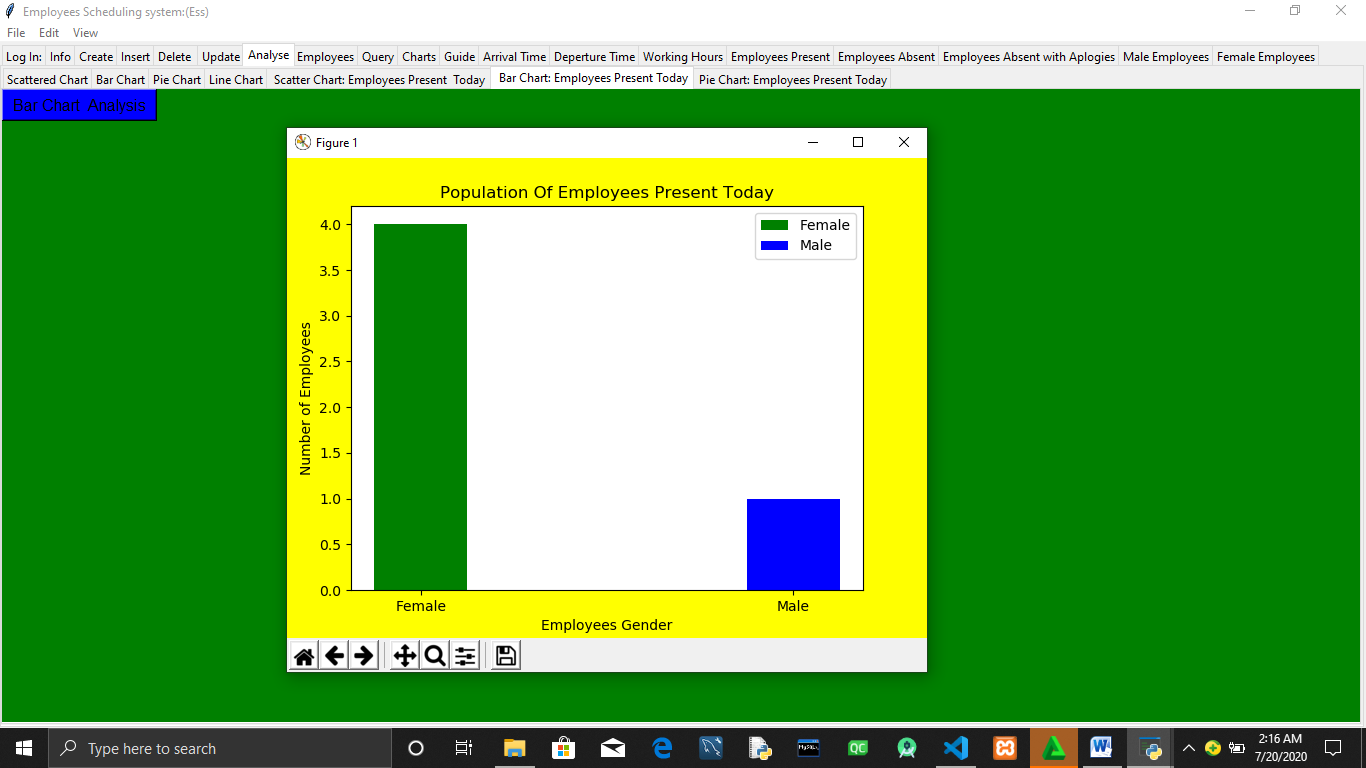 Employees Scheduling system:(Ess)
File Edit View
Log In: Info Create Insert Delete Update Analyse Employees Query Charts Guide Arrival Time Deperture Time Working Hours Employees Present Employees Absent Employees Absent with Aplogies Male Employees Female Employees
Scattered Chart Bar Chart Pie Chart Line Chart Scatter Chart: Employees Present Today Bar Chart: Employees Present Today Pie Chart: Employees Present Today
Bar Chart Analysis
Figure 1
Population Of Employees Present Today
Female
Male
4.0
3.5
3.0
2.5
2.0
1.5
1.0
0.5
0.0
Number of Employees
Female Male
Employees Gender
Type here to search
MySQL
QC
2:16 AM
7/20/2020